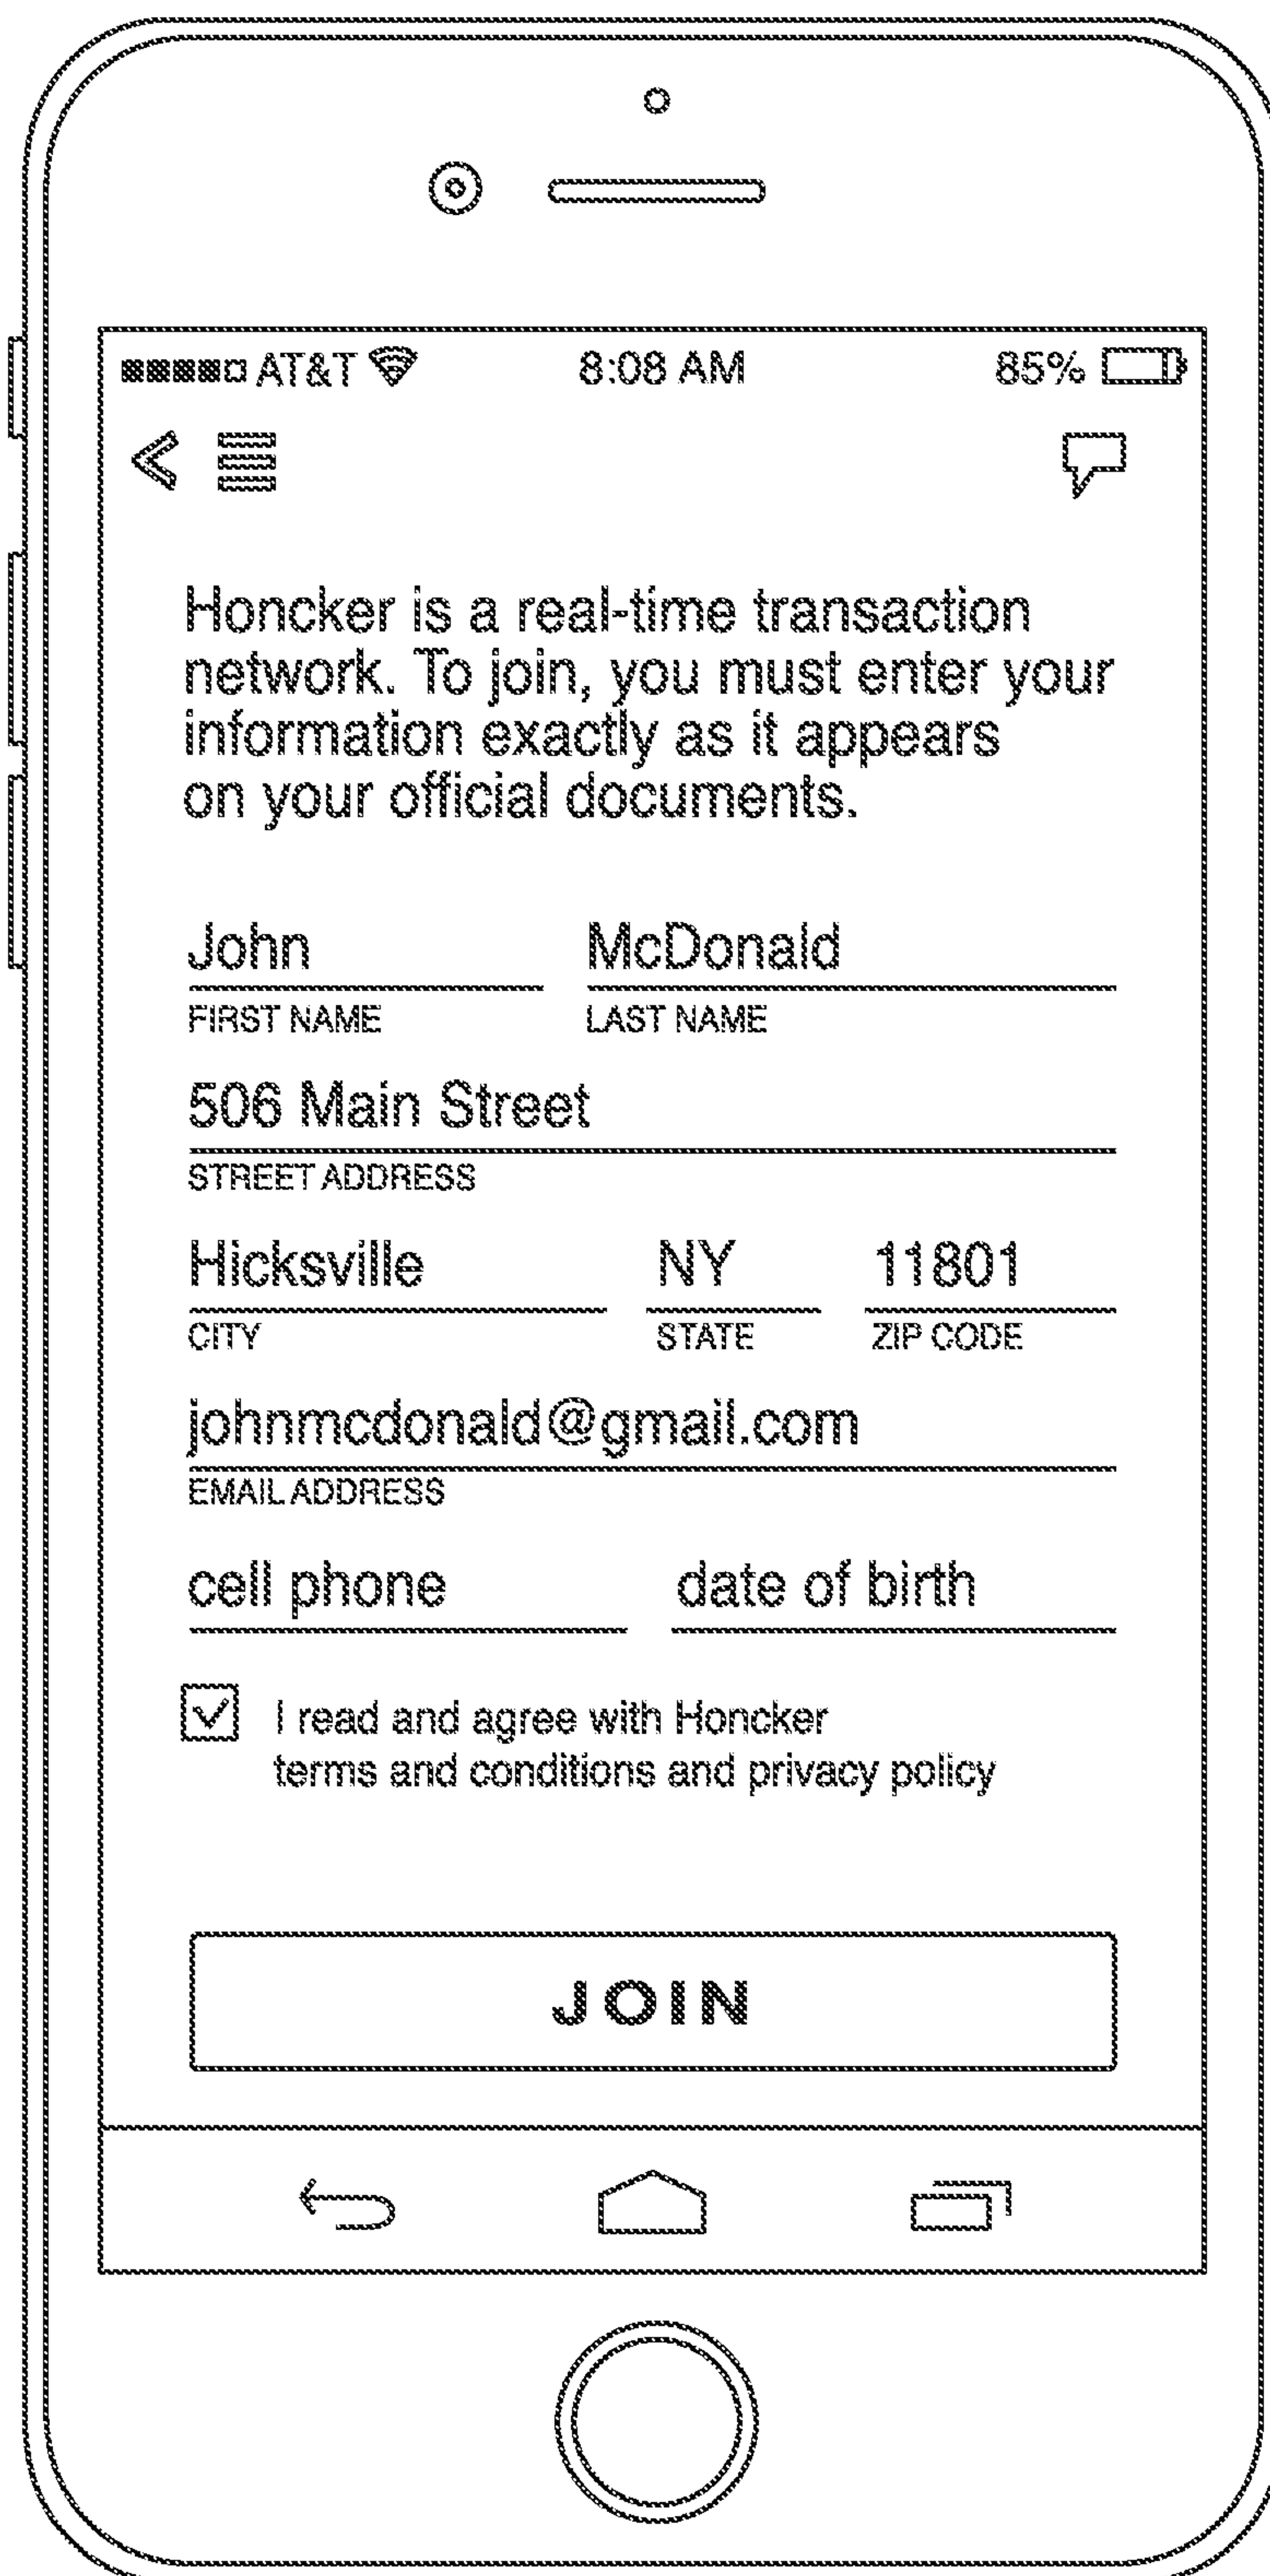 AT&T 8:08 AM 85%
Honcker is a real-time transaction
network. To join, you must enter your
information exactly as it appears
on your official documents.
John McDonald
FIRST NAME LAST NAME
506 Main Street
STREET ADDRESS
Hicksville NY 11801
CITY STATE ZIP CODE
johnmcdonald@gmail.com
EMAIL ADDRESS
cell phone date of birth
I read and agree with Honcker
terms and conditions and privacy policy
JOIN